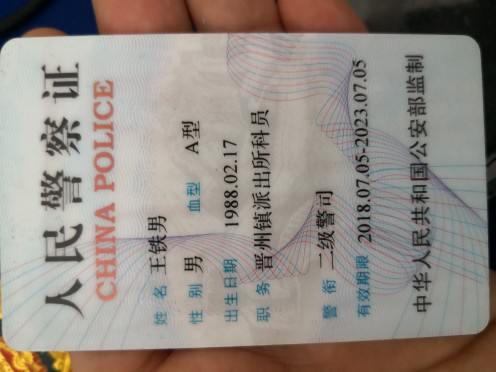 人民警察证
CHINA POLICE
姓名 王铁男
性别 男 血型 A型
出生日期 1988.02.17
职务 晋州镇派出所科员
警衔 二级警司
有效期限 2018.07.05-2023.07.05
中华人民共和国公安部监制